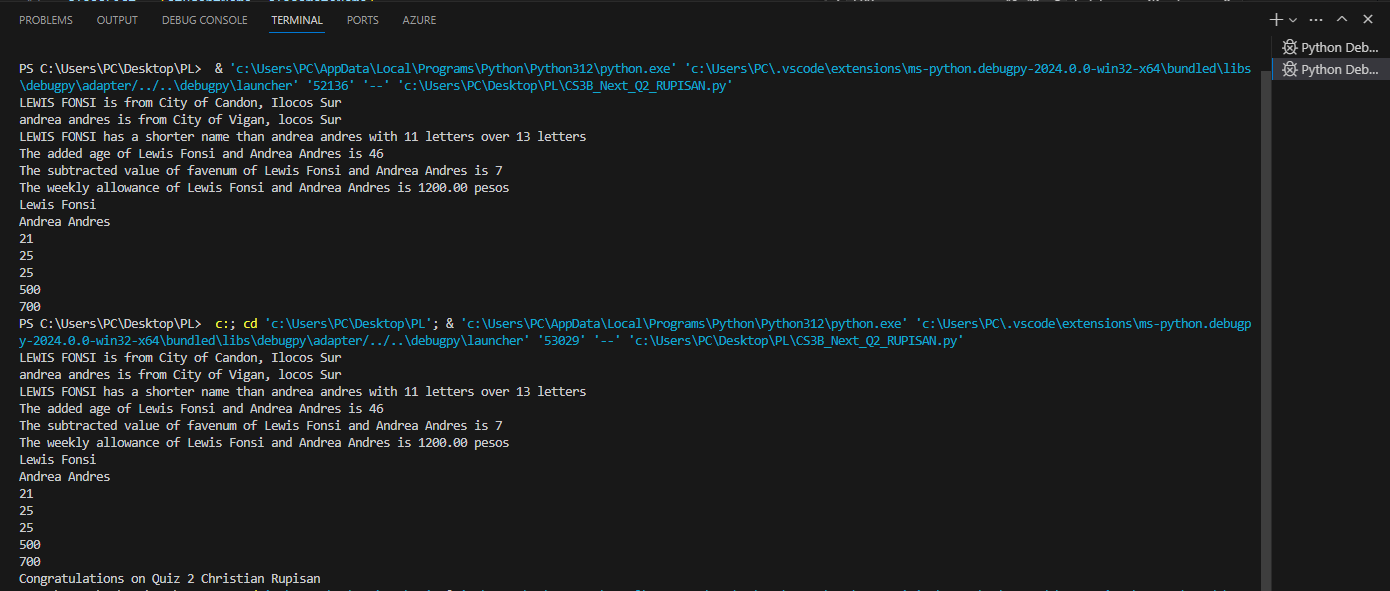 PROBLEMS OUTPUT DEBUG CONSOLE TERMINAL PORTS AZURE
Python Deb...
Python Deb...
PS C:\Users\PC\Desktop\PL>  & 'c:\Users\PC\AppData\Local\Programs\Python\Python312\python.exe' 'c:\Users\PC\.vscode\extensions\ms-python.debugpy-2024.0.0-win32-x64\bundled\libs
\debugpy\adapter/../..\debugpy\launcher' '52136' '--' 'c:\Users\PC\Desktop\PL\CS3B_Next_Q2_RUPISAN.py'
LEWIS FONSI is from City of Candon, Ilocos Sur
andrea andres is from City of Vigan, locos Sur
LEWIS FONSI has a shorter name than andrea andres with 11 letters over 13 letters
The added age of Lewis Fonsi and Andrea Andres is 46
The subtracted value of favenum of Lewis Fonsi and Andrea Andres is 7
The weekly allowance of Lewis Fonsi and Andrea Andres is 1200.00 pesos
Lewis Fonsi
Andrea Andres
21
25
25
500
700
PS C:\Users\PC\Desktop\PL>  c:; cd 'c:\Users\PC\Desktop\PL'; & 'c:\Users\PC\AppData\Local\Programs\Python\Python312\python.exe' 'c:\Users\PC\.vscode\extensions\ms-python.debugp
y-2024.0.0-win32-x64\bundled\libs\debugpy\adapter/../..\debugpy\launcher' '53029' '--' 'c:\Users\PC\Desktop\PL\CS3B_Next_Q2_RUPISAN.py'
LEWIS FONSI is from City of Candon, Ilocos Sur
andrea andres is from City of Vigan, locos Sur
LEWIS FONSI has a shorter name than andrea andres with 11 letters over 13 letters
The added age of Lewis Fonsi and Andrea Andres is 46
The subtracted value of favenum of Lewis Fonsi and Andrea Andres is 7
The weekly allowance of Lewis Fonsi and Andrea Andres is 1200.00 pesos
Lewis Fonsi
Andrea Andres
21
25
25
500
700
Congratulations on Quiz 2 Christian Rupisan